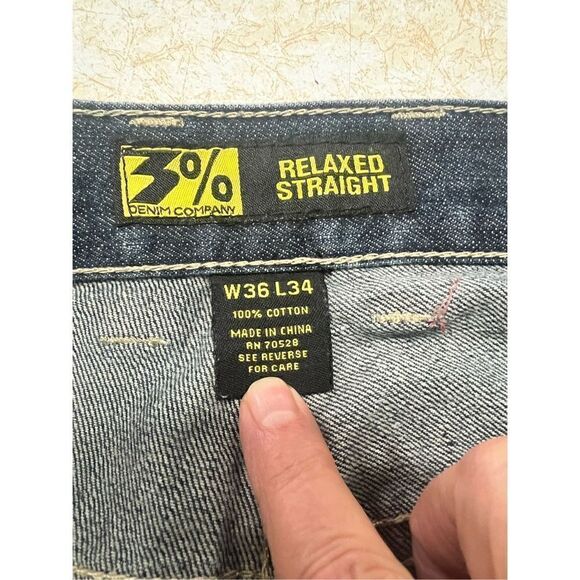 3%
DENIM COMPANY
RELAXED
STRAIGHT
W36 L34
100% COTTON
MADE IN CHINA
RN 70528
SEE REVERSE
FOR CARE